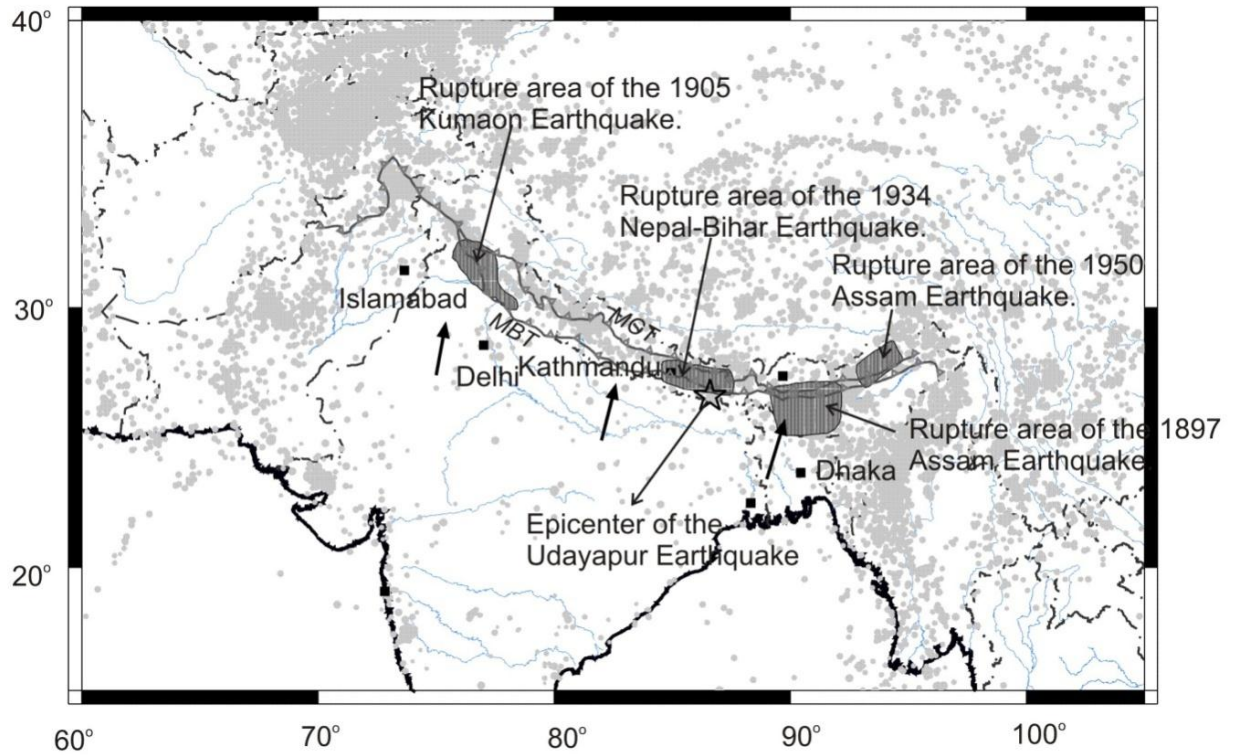 40°
Rupture area of the 1905
Kumaon Earthquake.
Rupture area of the 1934
Nepal-Bihar Earthquake.
Rupture area of the 1950
Assam Earthquake.
Islamabad
30°
MBT
MCT
Delhi
Kathmandu
Rupture area of the 1897
Assam Earthquake
Dhaka
Epicenter of the
Udayapur Earthquake
20°
60°
70°
80°
90°
100°